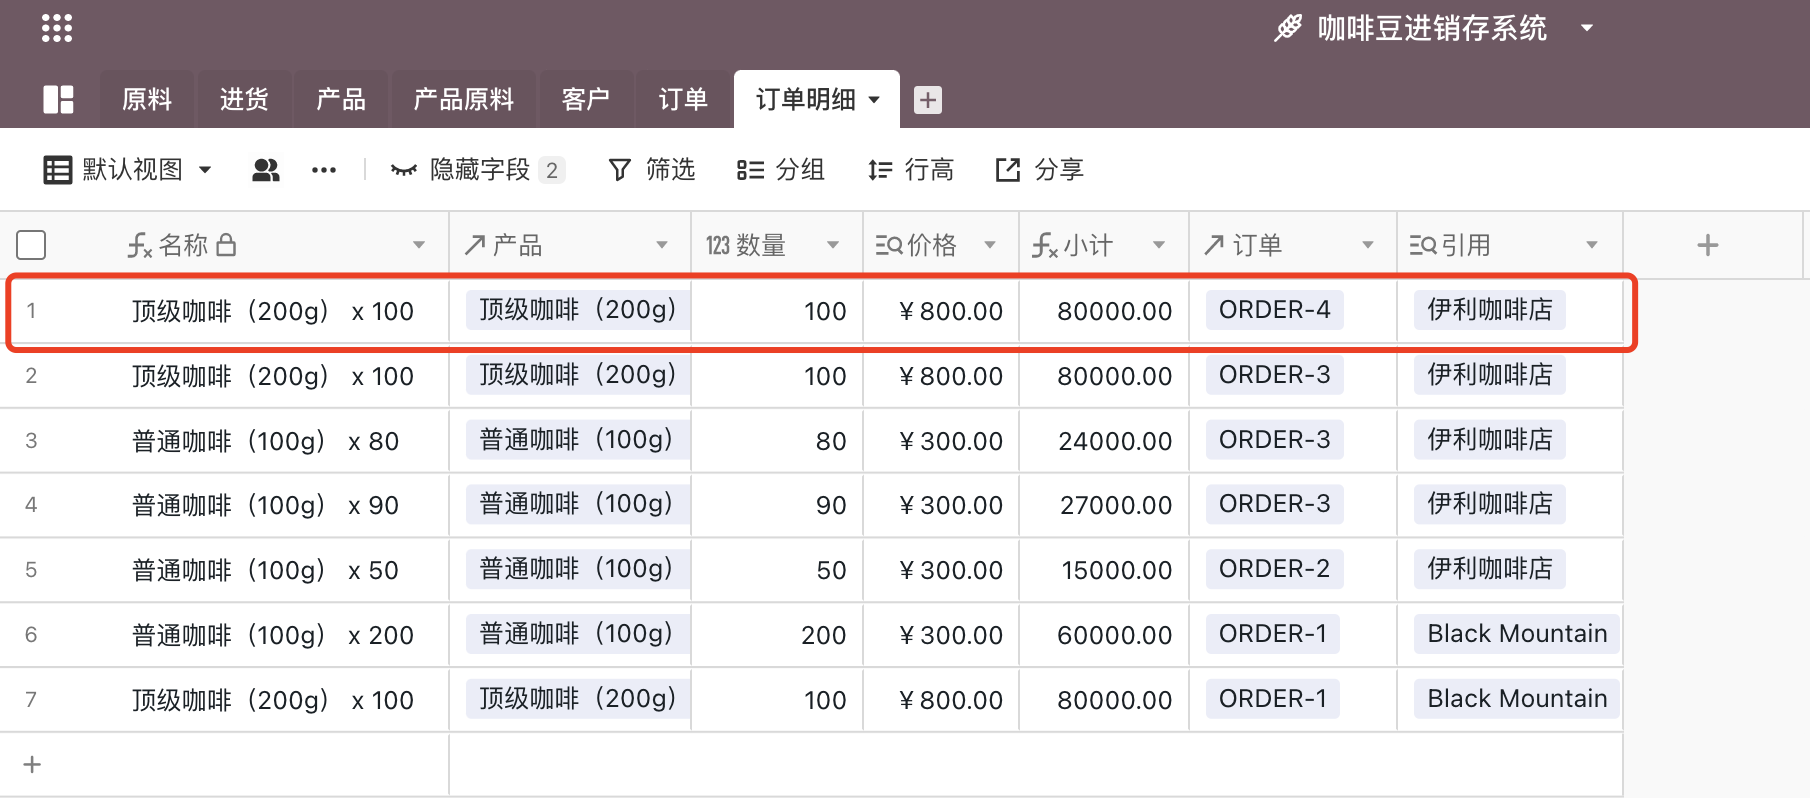 咖啡豆进销存系统
原料 进货 产品 产品原料 客户 订单 订单明细
默认视图 隐藏字段 2 筛选 分组 行高 分享
名称 产品 123 数量 价格 小计 订单 引用
1 顶级咖啡（200g） x 100 顶级咖啡（200g） 100 ¥800.00 80000.00 ORDER-4 伊利咖啡店
2 顶级咖啡（200g） x 100 顶级咖啡（200g） 100 ¥800.00 80000.00 ORDER-3 伊利咖啡店
3 普通咖啡（100g） x 80 普通咖啡（100g） 80 ¥300.00 24000.00 ORDER-3 伊利咖啡店
4 普通咖啡（100g） x 90 普通咖啡（100g） 90 ¥300.00 27000.00 ORDER-3 伊利咖啡店
5 普通咖啡（100g） x 50 普通咖啡（100g） 50 ¥300.00 15000.00 ORDER-2 伊利咖啡店
6 普通咖啡（100g） x 200 普通咖啡（100g） 200 ¥300.00 60000.00 ORDER-1 Black Mountain
7 顶级咖啡（200g） x 100 顶级咖啡（200g） 100 ¥800.00 80000.00 ORDER-1 Black Mountain